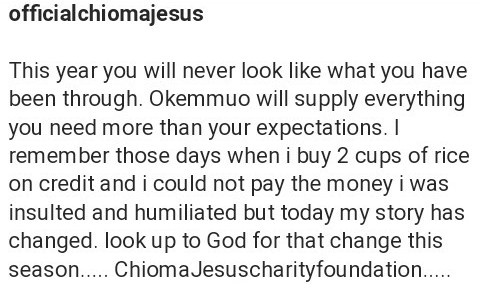 officialchiomajesus
This year you will never look like what you have
been through. Okemmuo will supply everything
you need more than your expectations. I
remember those days when i buy 2 cups of rice
on credit and i could not pay the money i was
insulted and humiliated but today my story has
changed. look up to God for that change this
season..... ChiomaJesuscharityfoundation.....